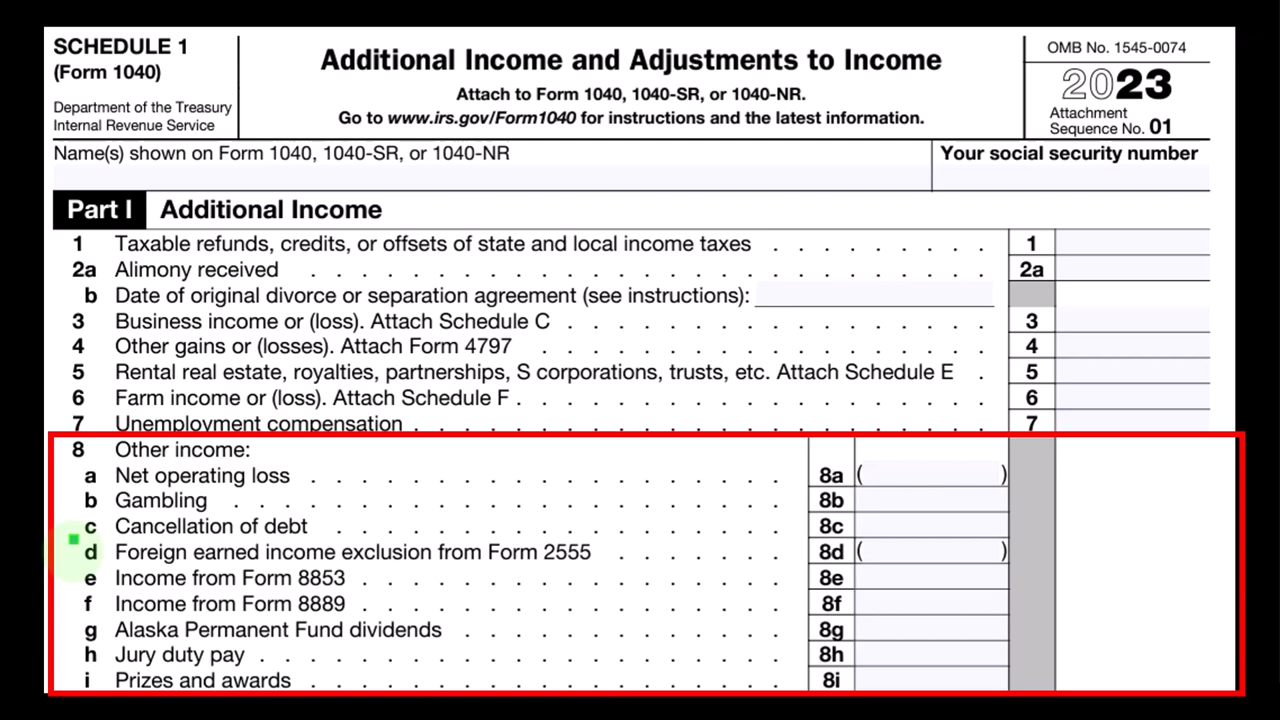 SCHEDULE 1
(Form 1040)
Department of the Treasury
Internal Revenue Service
Additional Income and Adjustments to Income
Attach to Form 1040, 1040-SR, or 1040-NR.
Go to www.irs.gov/Form1040 for instructions and the latest information.
OMB No. 1545-0074
2023
Attachment
Sequence No. 01
Name(s) shown on Form 1040, 1040-SR, or 1040-NR
Your social security number
Part I Additional Income
1 Taxable refunds, credits, or offsets of state and local income taxes . . . . . . . . . 1
2a Alimony received . . . . . . . . . . . . . . . . . . . . . . . . . . 2a
b Date of original divorce or separation agreement (see instructions):
3 Business income or (loss). Attach Schedule C . . . . . . . . . . . . . . . . 3
4 Other gains or (losses). Attach Form 4797 . . . . . . . . . . . . . . . . . 4
5 Rental real estate, royalties, partnerships, S corporations, trusts, etc. Attach Schedule E . 5
6 Farm income or (loss). Attach Schedule F . . . . . . . . . . . . . . . . . . 6
7 Unemployment compensation . . . . . . . . . . . . . . . . . . . . . . 7
8 Other income:
a Net operating loss . . . . . . . . . . . . . . . . 8a ( )
b Gambling . . . . . . . . . . . . . . . . . . . 8b
c Cancellation of debt . . . . . . . . . . . . . . . 8c
d Foreign earned income exclusion from Form 2555 . . . . . . 8d ( )
e Income from Form 8853 . . . . . . . . . . . . . . 8e
f Income from Form 8889 . . . . . . . . . . . . . . 8f
g Alaska Permanent Fund dividends . . . . . . . . . . 8g
h Jury duty pay . . . . . . . . . . . . . . . . . . 8h
i Prizes and awards . . . . . . . . . . . . . . . . 8i